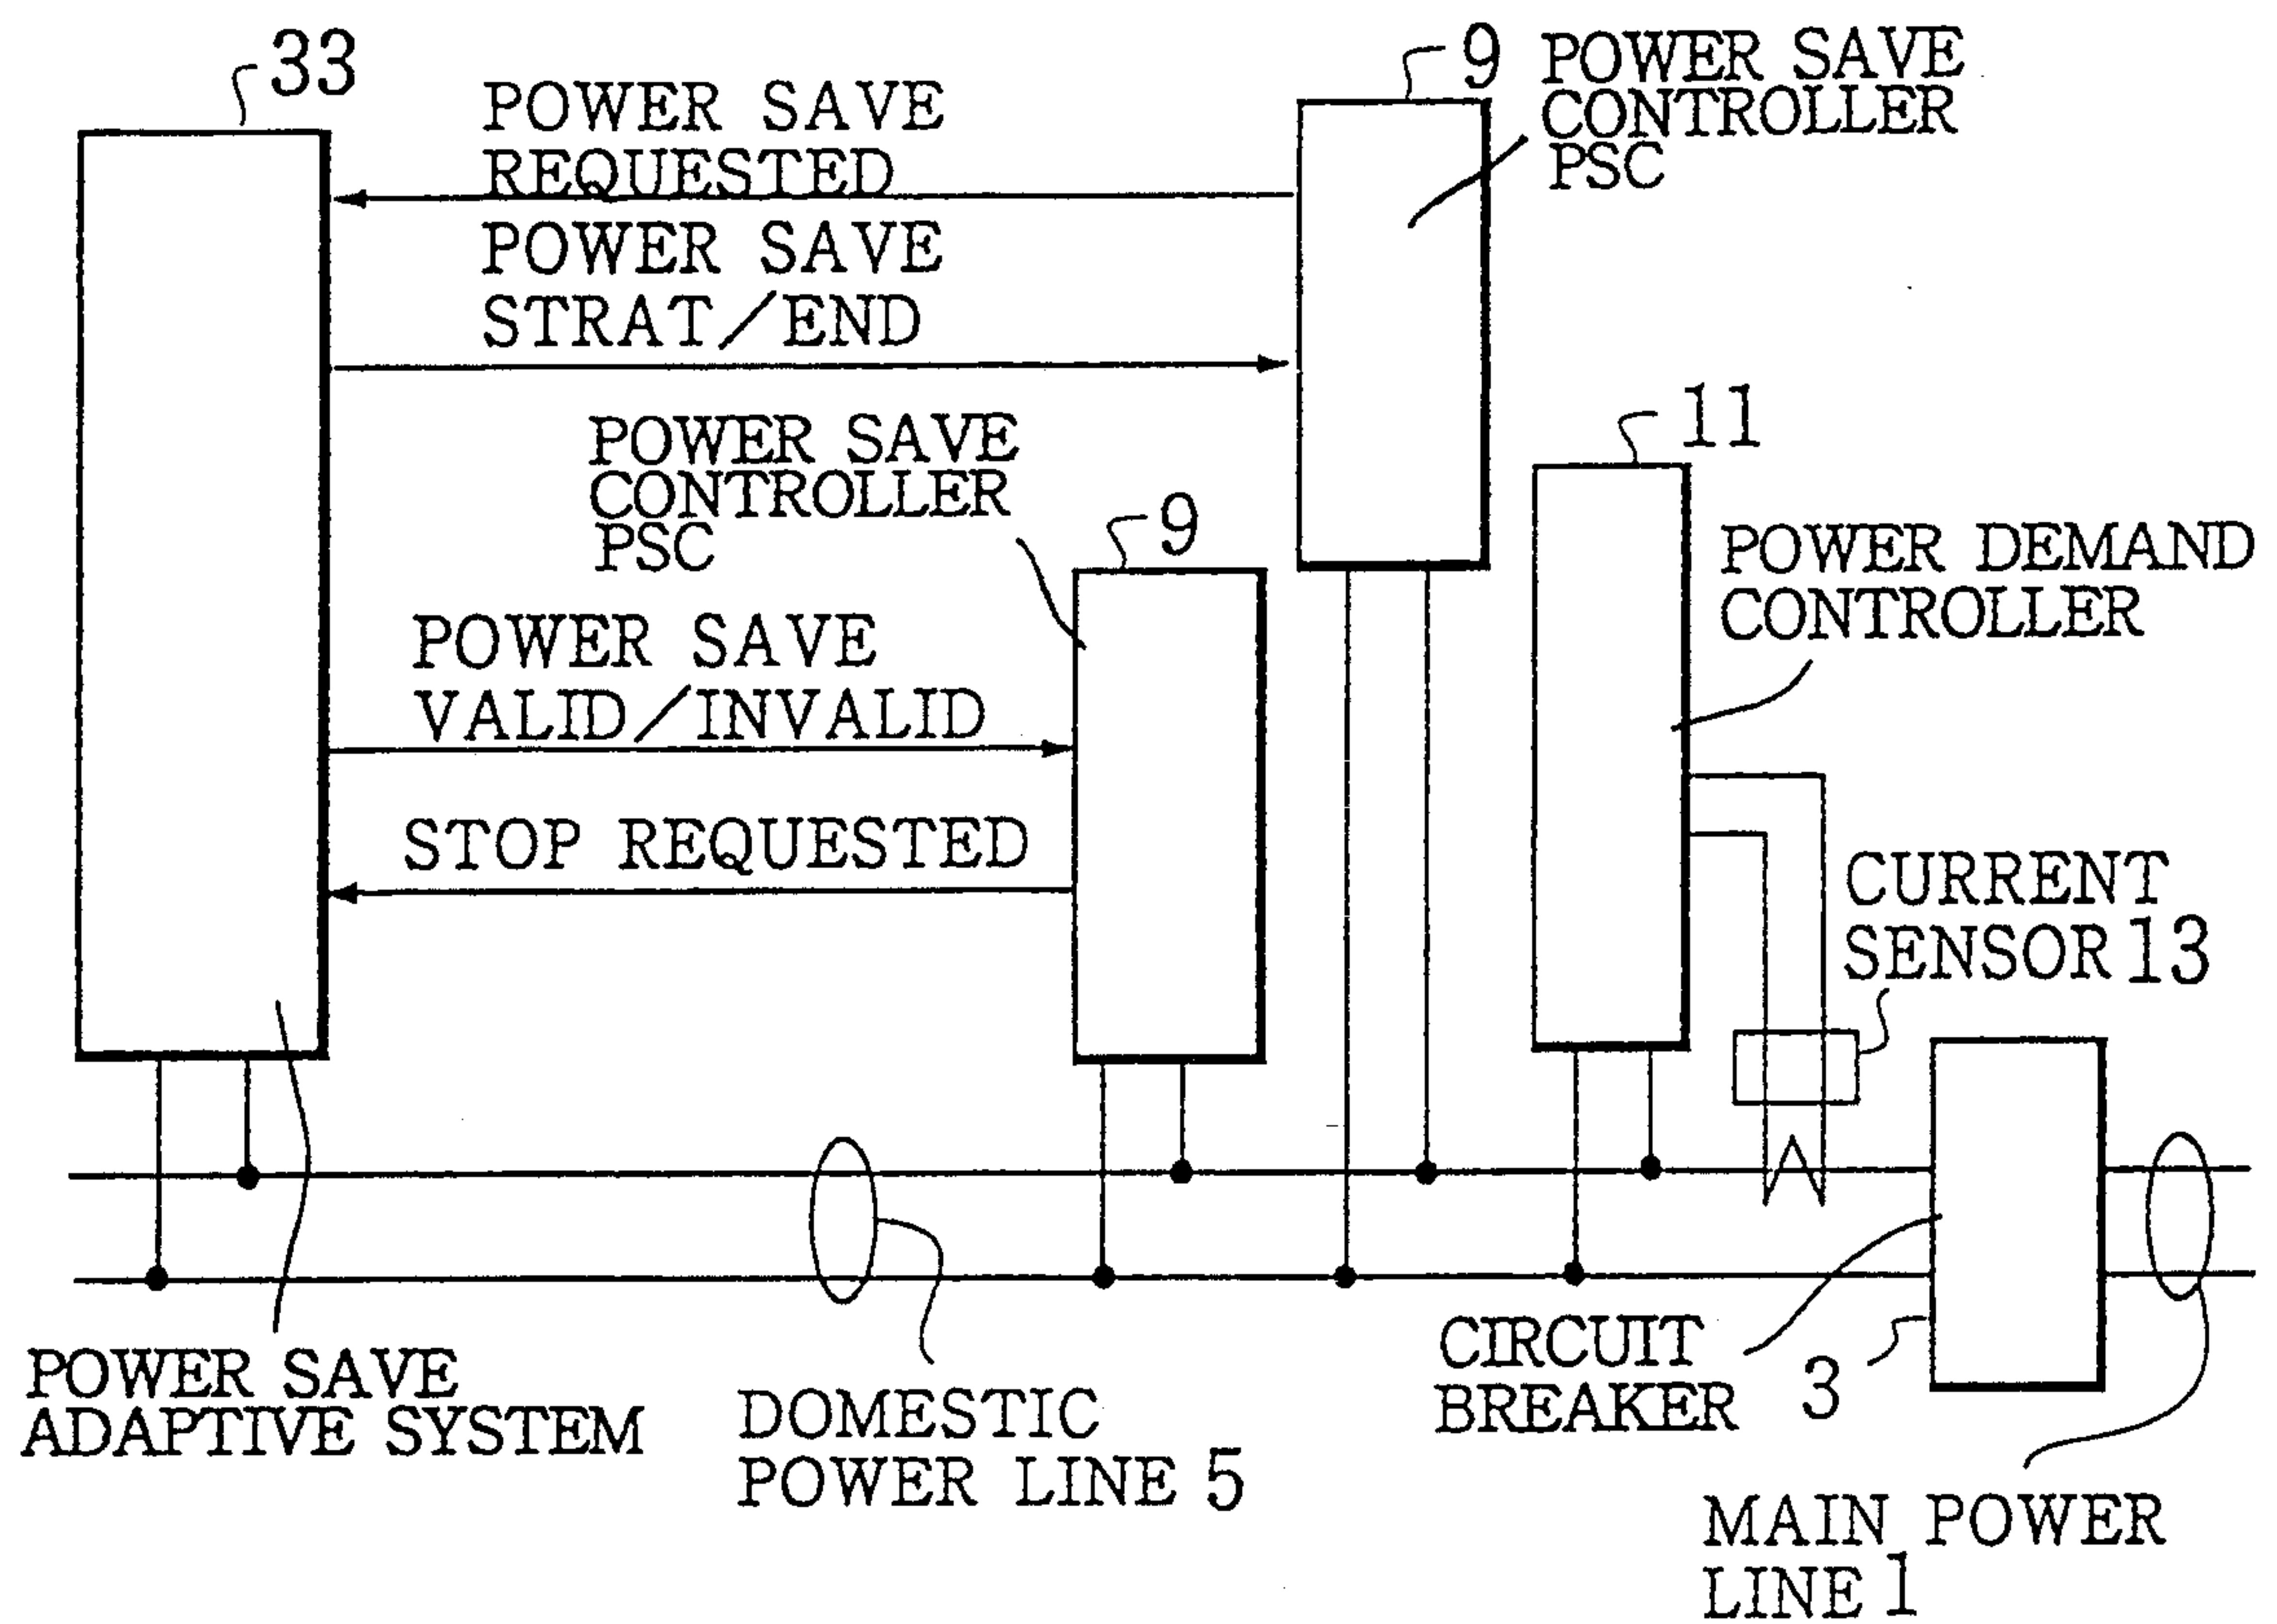 33
POWER SAVE
REQUESTED
POWER SAVE
STRAT/END
9
POWER SAVE
CONTROLLER
PSC
POWER SAVE
CONTROLLER
PSC
9
11
POWER DEMAND
CONTROLLER
POWER SAVE
VALID/INVALID
STOP REQUESTED
CURRENT
SENSOR 13
POWER SAVE
ADAPTIVE SYSTEM
DOMESTIC
POWER LINE 5
CIRCUIT
BREAKER 3
MAIN POWER
LINE 1